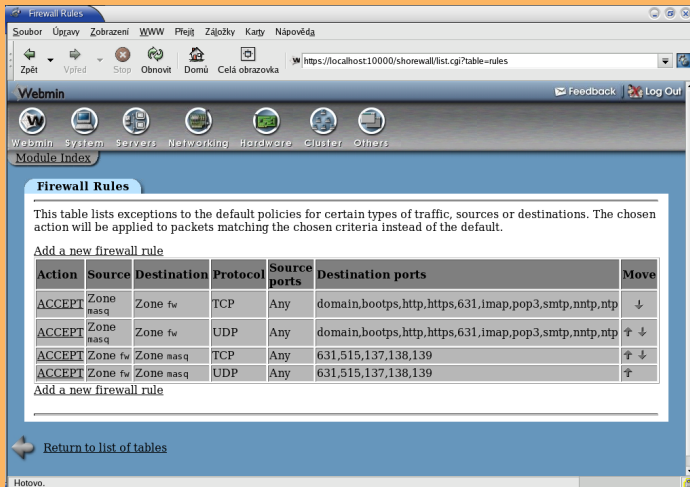 Firewall Rules
Soubor Úpravy Zobrazení WWW Přejít Záložky Karty Nápověda
Zpět Vpřed Stop Obnovit Domů Celá obrazovka https://localhost:10000/shorewall/list.cgi?table=rules
Webmin Feedback Log Out
Webmin System Servers Networking Hardware Cluster Others
Module Index
Firewall Rules
This table lists exceptions to the default policies for certain types of traffic, sources or destinations. The chosen
action will be applied to packets matching the chosen criteria instead of the default.
Add a new firewall rule
Action Source Destination Protocol Source ports Destination ports Move
ACCEPT Zone masq Zone fw TCP Any domain,bootps,http,https,631,imap,pop3,smtp,nntp,ntp
ACCEPT Zone masq Zone fw UDP Any domain,bootps,http,https,631,imap,pop3,smtp,nntp,ntp
ACCEPT Zone fw Zone masq TCP Any 631,515,137,138,139
ACCEPT Zone fw Zone masq UDP Any 631,515,137,138,139
Add a new firewall rule
Return to list of tables
Hotovo.